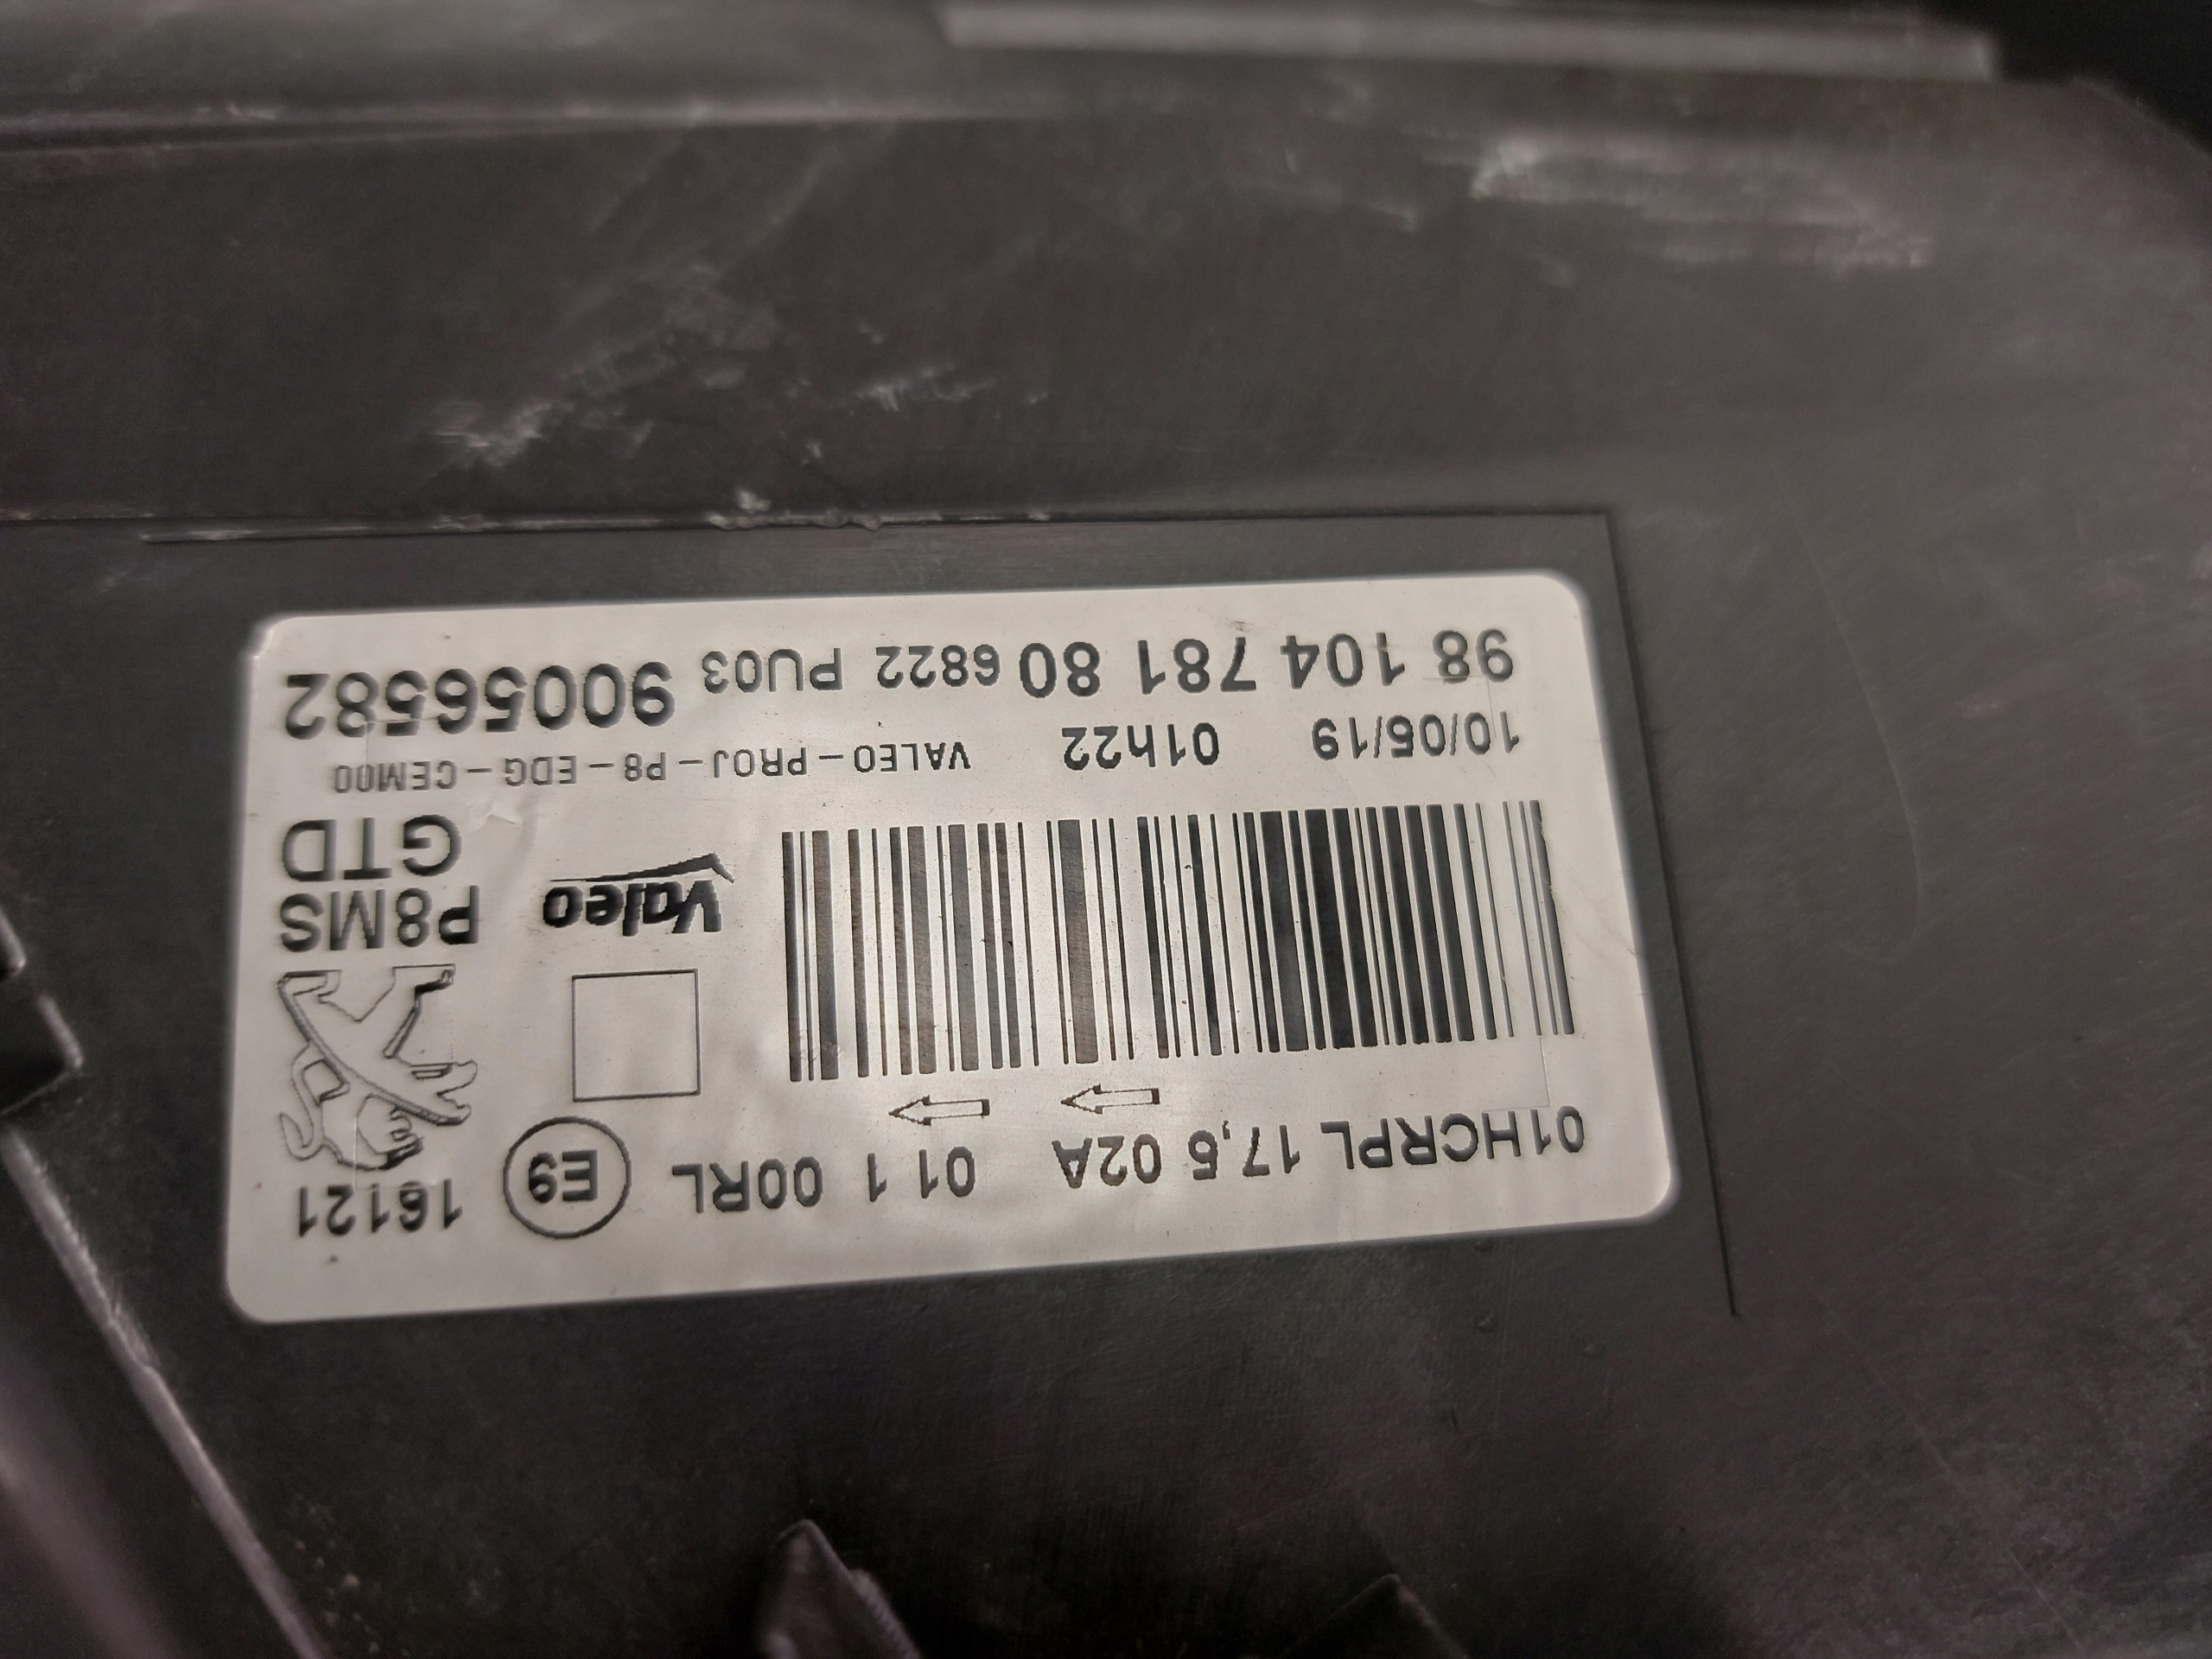 01HCRPL 17,5 02A 01 1 00RL E9 16121
Valeo P8MS
GTD
10/05/19 01h22 VALEO-PROJ-P8-EDG-CEM00
98 104 781 80 6822 PU03 90056582